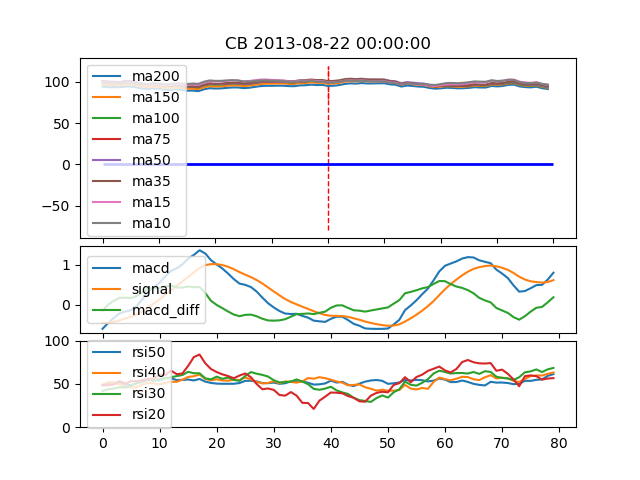 CB 2013-08-22 00:00:00
100
50
0
−50
ma200
ma150
ma100
ma75
ma50
ma35
ma15
ma10
1
0
macd
signal
macd_diff
100
50
0
rsi50
rsi40
rsi30
rsi20
0 10 20 30 40 50 60 70 80